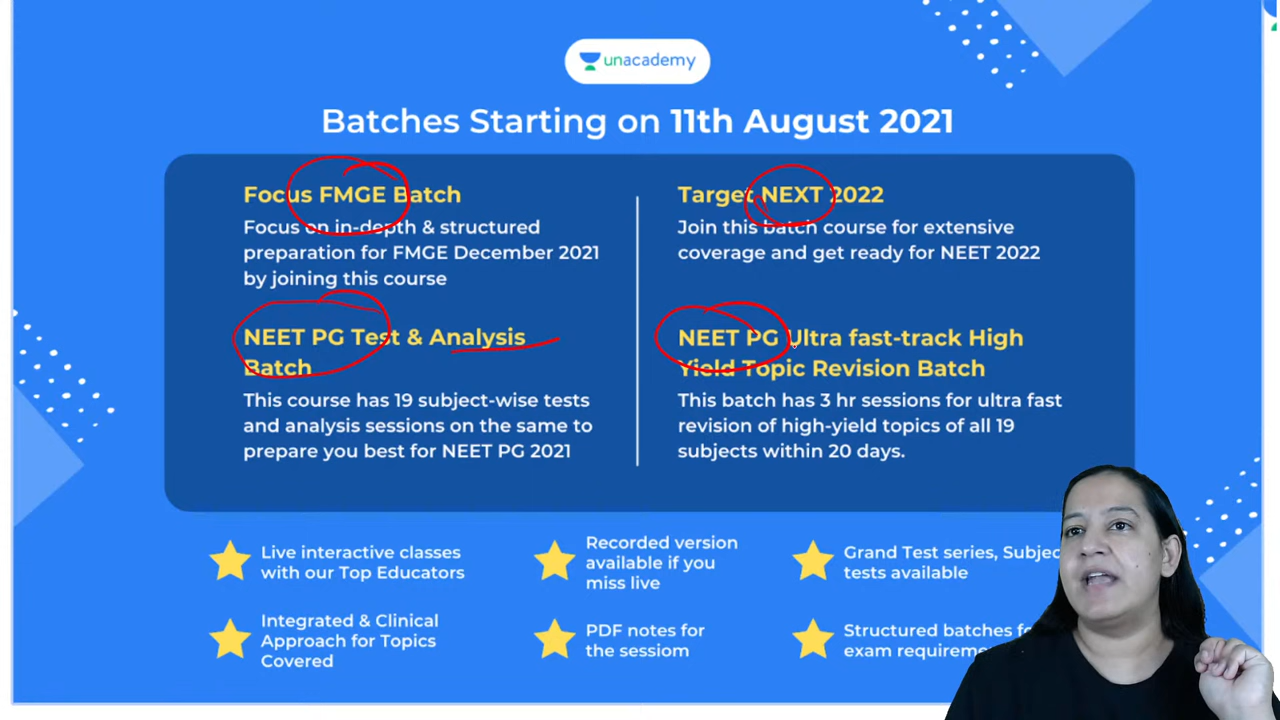 unacademy
Batches Starting on 11th August 2021
Focus FMGE Batch
Focus on in-depth & structured
preparation for FMGE December 2021
by joining this course
Target NEXT 2022
Join this batch course for extensive
coverage and get ready for NEET 2022
NEET PG Test & Analysis
Batch
This course has 19 subject-wise tests
and analysis sessions on the same to
prepare you best for NEET PG 2021
NEET PG Ultra fast-track High
Yield Topic Revision Batch
This batch has 3 hr sessions for ultra fast
revision of high-yield topics of all 19
subjects within 20 days.
Live interactive classes
with our Top Educators
Recorded version
available if you
miss live
Grand Test series,
tests available
Integrated & Clinical
Approach for Topics
Covered
PDF notes for
the sessiom
Structured batches
exam